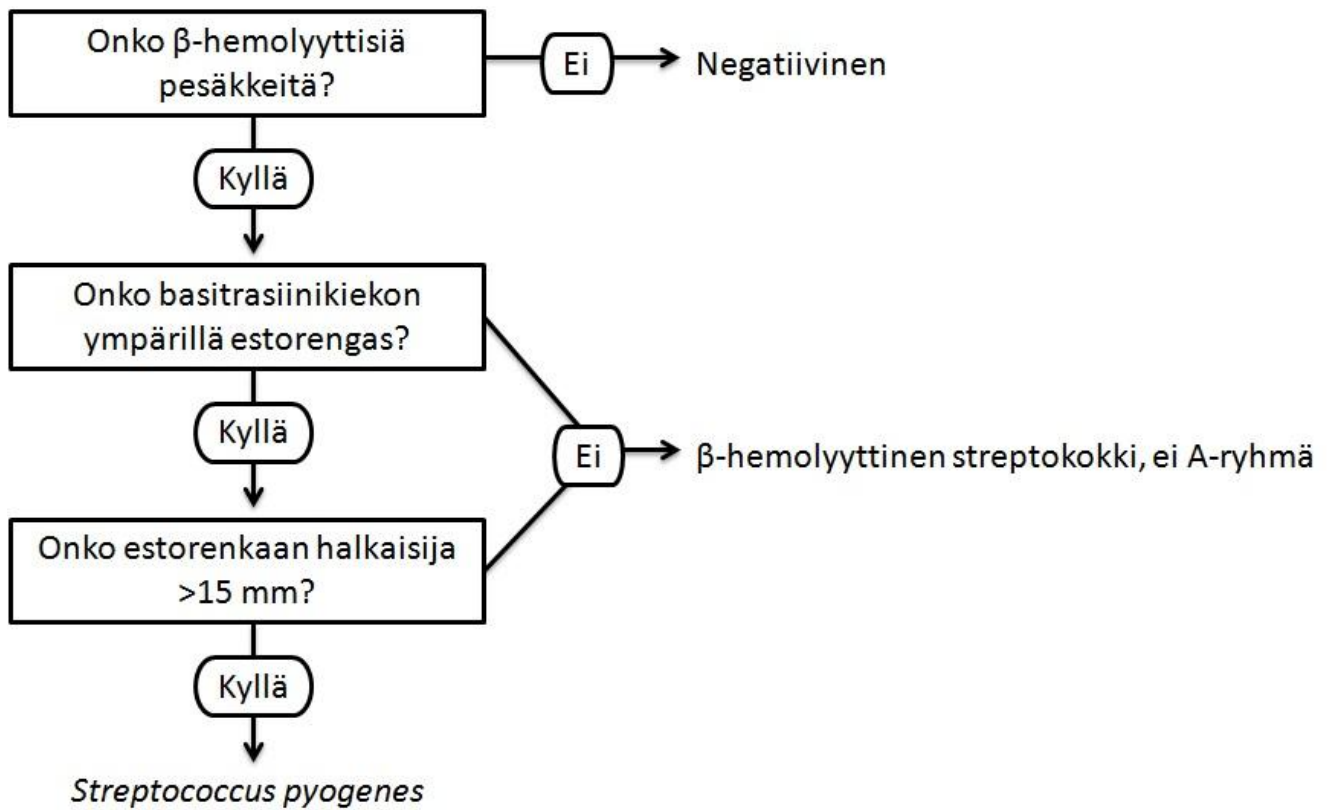 Onko β-hemolyyttisiä
pesäkkeitä?
Ei
Negatiivinen
Kyllä
Onko basitrasiinikiekon
ympärillä estorengas?
Kyllä
Ei
β-hemolyyttinen streptokokki, ei A-ryhmä
Onko estorenkaan halkaisija
>15 mm?
Kyllä
Streptococcus pyogenes